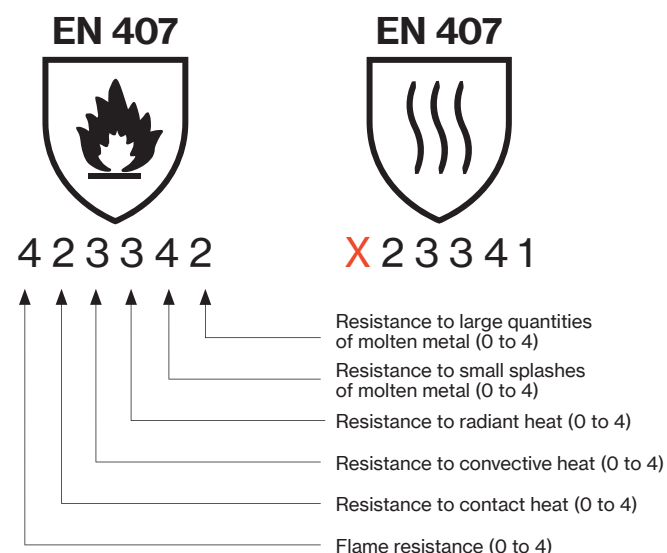 EN 407
EN 407
4 2 3 3 4 2
X 2 3 3 4 1
Resistance to large quantities
of molten metal (0 to 4)
Resistance to small splashes
of molten metal (0 to 4)
Resistance to radiant heat (0 to 4)
Resistance to convective heat (0 to 4)
Resistance to contact heat (0 to 4)
Flame resistance (0 to 4)